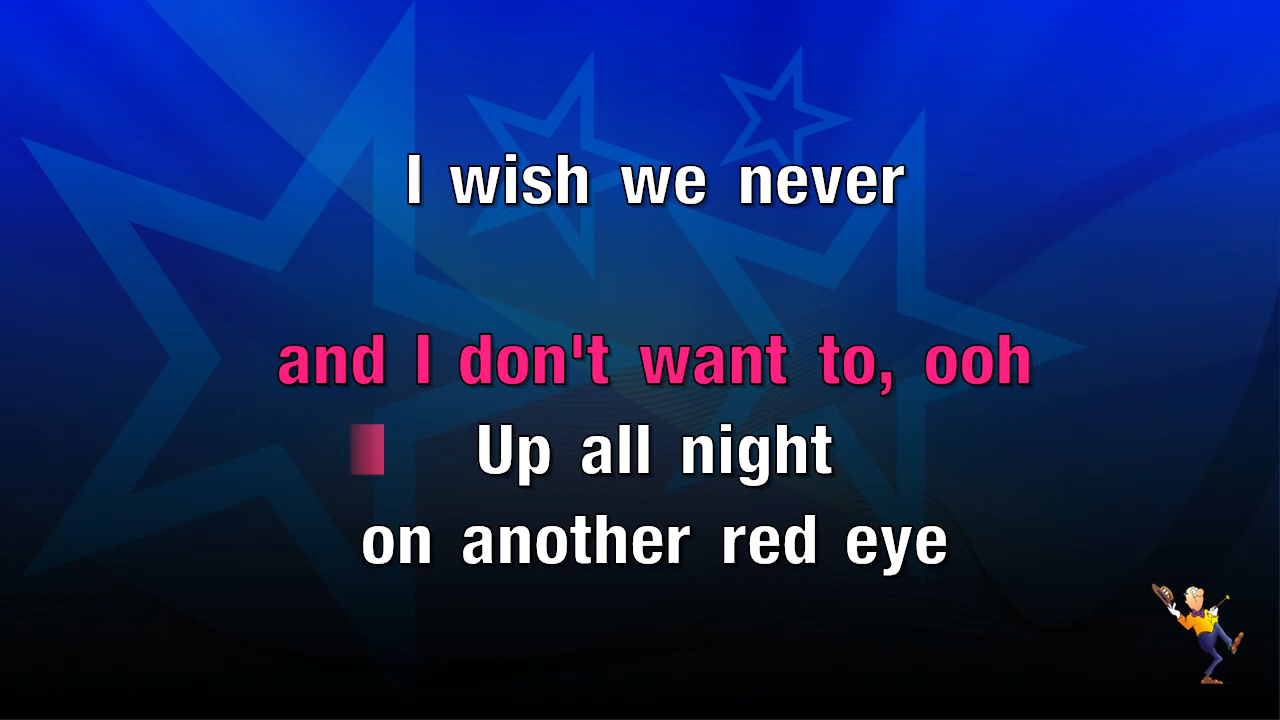 I wish we never
and I don't want to, ooh
Up all night
on another red eye